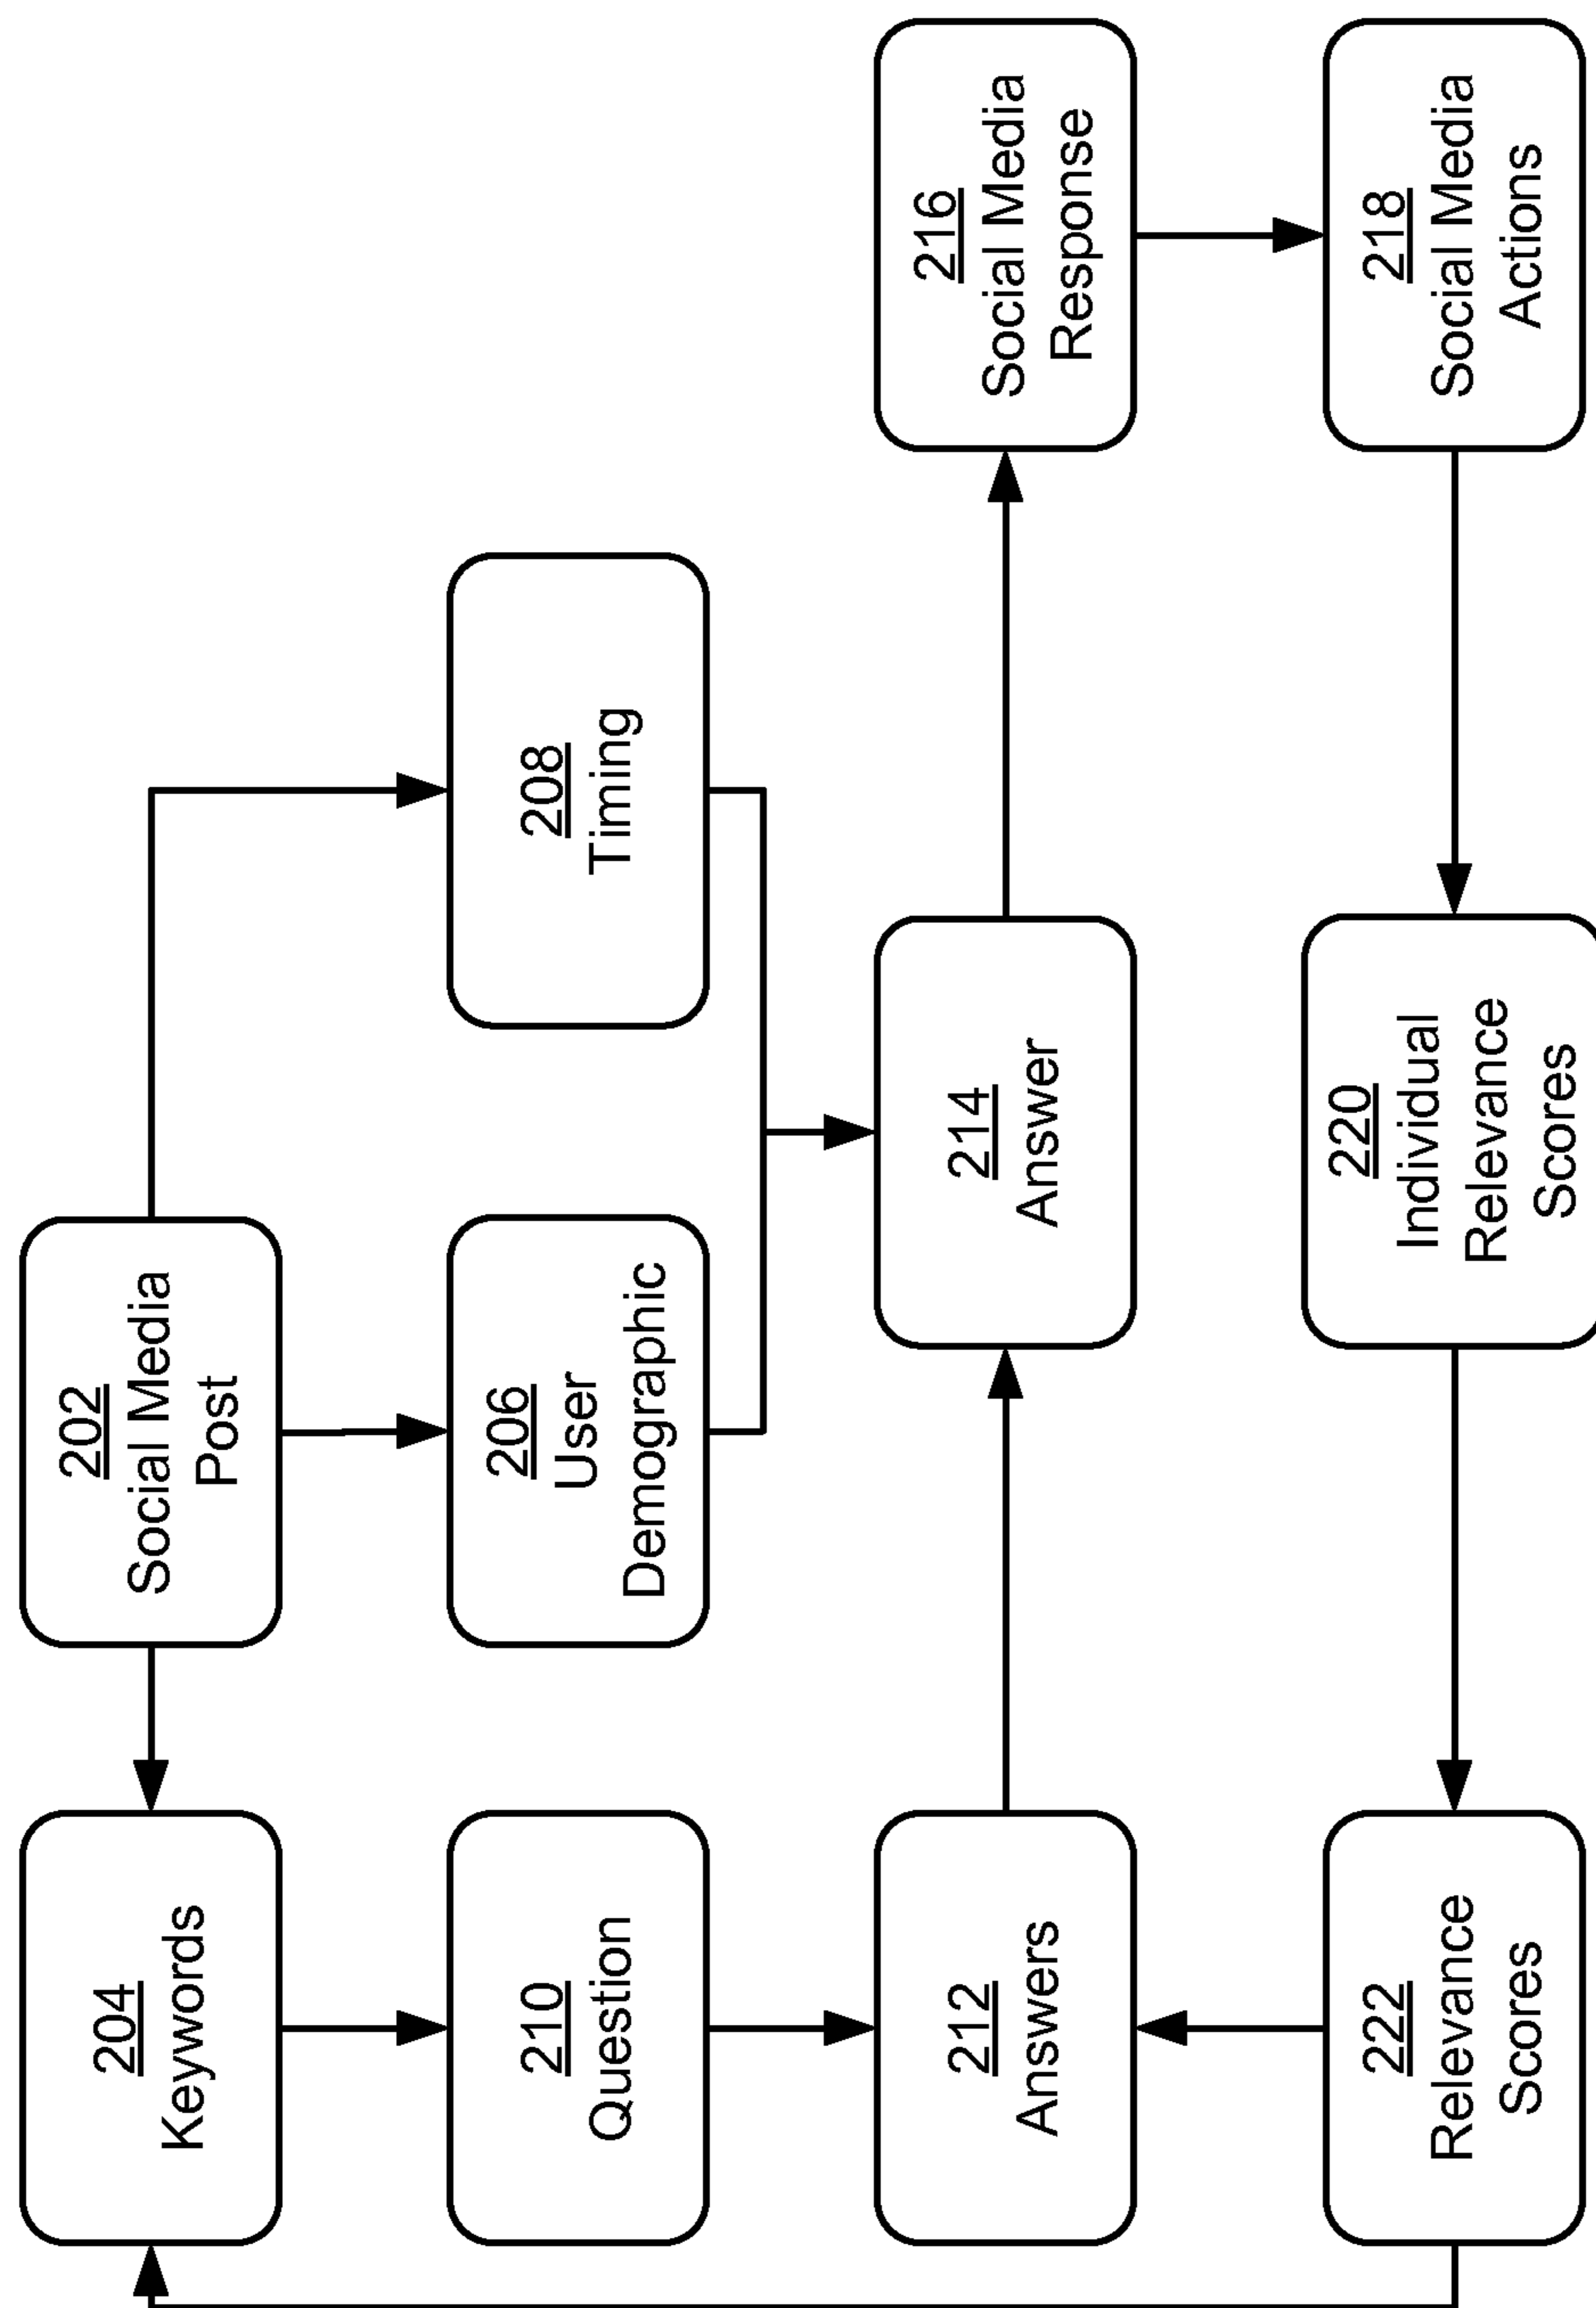 202
Social Media
Post
204
Keywords
206
User
Demographic
208
Timing
210
Question
212
Answers
214
Answer
216
Social Media
Response
218
Social Media
Actions
220
Individual
Relevance
Scores
222
Relevance
Scores